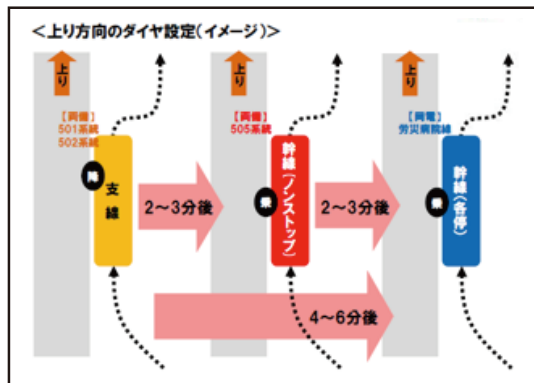 ＜上り方向のダイヤ設定(イメージ)＞
上り
上り
上り
【両備】
501系統
502系統
【両備】
505系統
【岡電】
労災病院線
降
支線
2～3分後
乗
幹線(ノンストップ)
2～3分後
乗
幹線(各停)
4～6分後